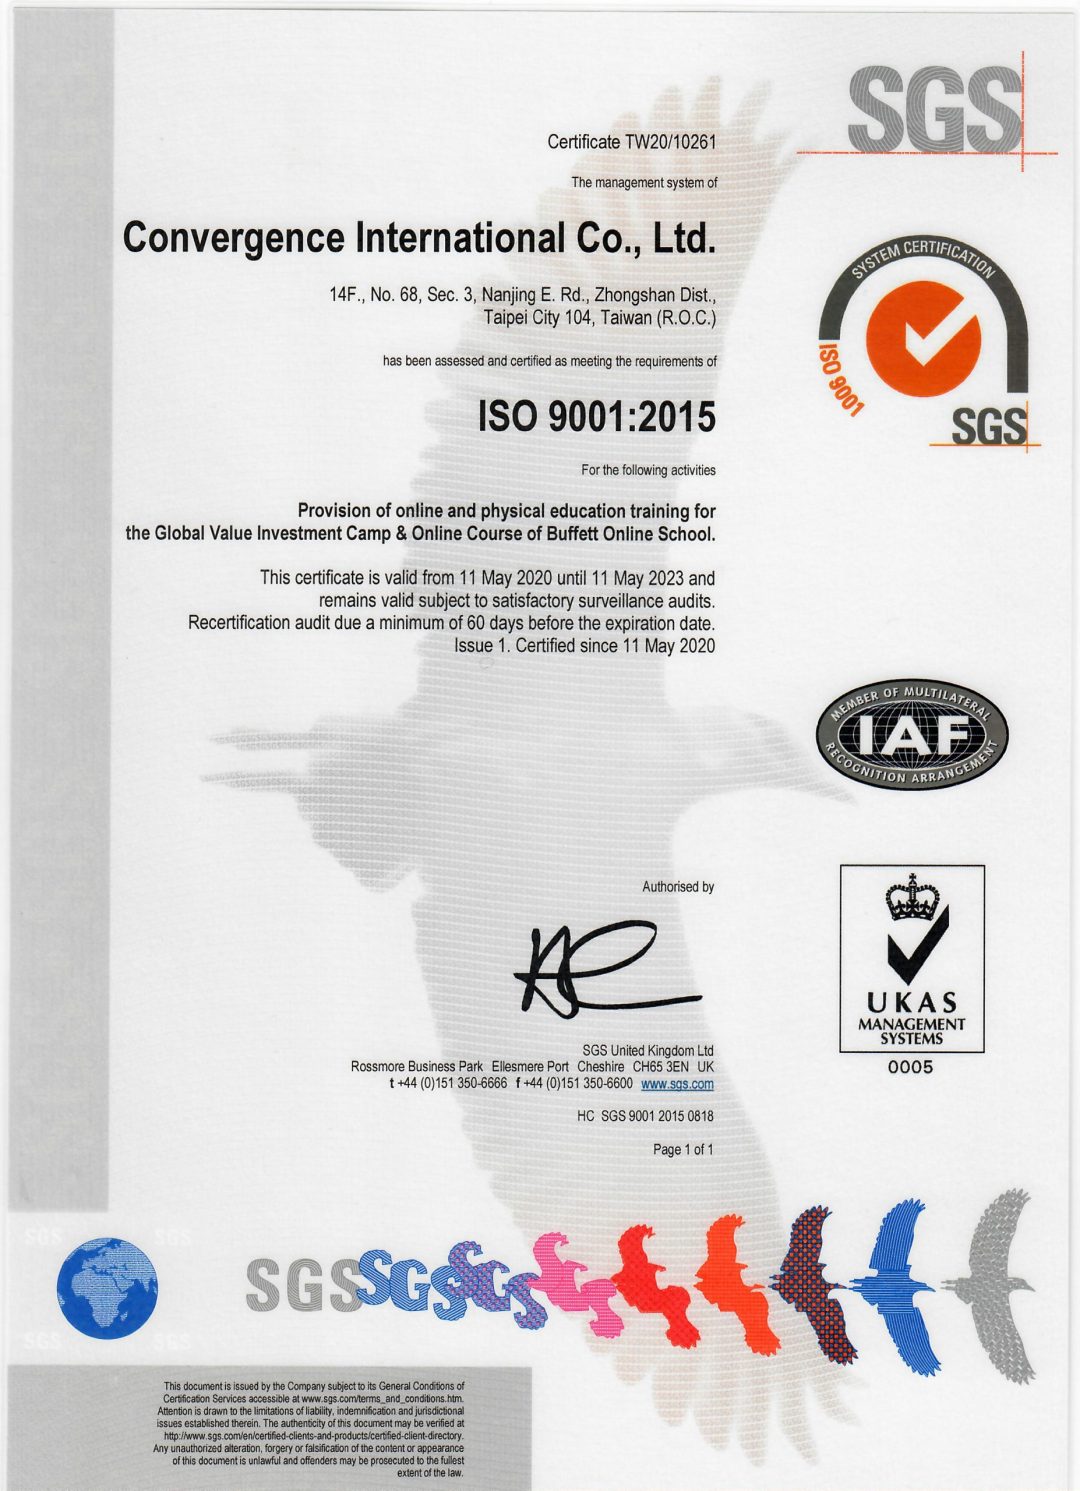 SGS
Certificate TW20/10261
The management system of
Convergence International Co., Ltd.
14F., No. 68, Sec. 3, Nanjing E. Rd., Zhongshan Dist.,
Taipei City 104, Taiwan (R.O.C.)
has been assessed and certified as meeting the requirements of
ISO 9001:2015
For the following activities
Provision of online and physical education training for
the Global Value Investment Camp & Online Course of Buffett Online School.
This certificate is valid from 11 May 2020 until 11 May 2023 and
remains valid subject to satisfactory surveillance audits.
Recertification audit due a minimum of 60 days before the expiration date.
Issue 1. Certified since 11 May 2020
SYSTEM CERTIFICATION
ISO 9001
SGS
MEMBER OF MULTILATERAL
IAF
RECOGNITION ARRANGEMENT
Authorised by
SGS United Kingdom Ltd
Rossmore Business Park Ellesmere Port Cheshire CH65 3EN UK
t +44 (0)151 350-6666 f +44 (0)151 350-6600 www.sgs.com
HC SGS 9001 2015 0818
Page 1 of 1
UKAS
MANAGEMENT
SYSTEMS
0005
SGS SGS
SGS SGS SGS
SGS SGS
This document is issued by the Company subject to its General Conditions of
Certification Services accessible at www.sgs.com/terms_and_conditions.htm.
Attention is drawn to the limitations of liability, indemnification and jurisdictional
issues established therein. The authenticity of this document may be verified at
http://www.sgs.com/en/certified-clients-and-products/certified-client-directory.
Any unauthorized alteration, forgery or falsification of the content or appearance
of this document is unlawful and offenders may be prosecuted to the fullest
extent of the law.